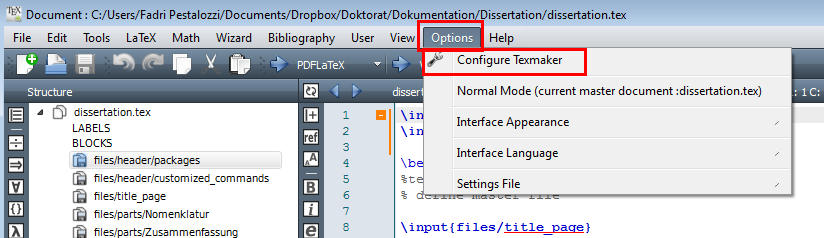 Document : C:/Users/Fadri Pestalozzi/Documents/Dropbox/Doktorat/Dokumentation/Dissertation/dissertation.tex
File Edit Tools LaTeX Math Wizard Bibliography User View Options Help
PDFLaTeX
Configure Texmaker
Normal Mode (current master document :dissertation.tex)
Interface Appearance
Interface Language
Settings File
Structure
dissertation.tex
LABELS
BLOCKS
files/header/packages
files/header/customized_commands
files/title_page
files/parts/Nomenklatur
files/parts/Zusammenfassung
ref
disser
: 1 C:
1 \in
2 \in
3
4 \be
5 %te
6 % define master file
7
8 \input{files/title_page}